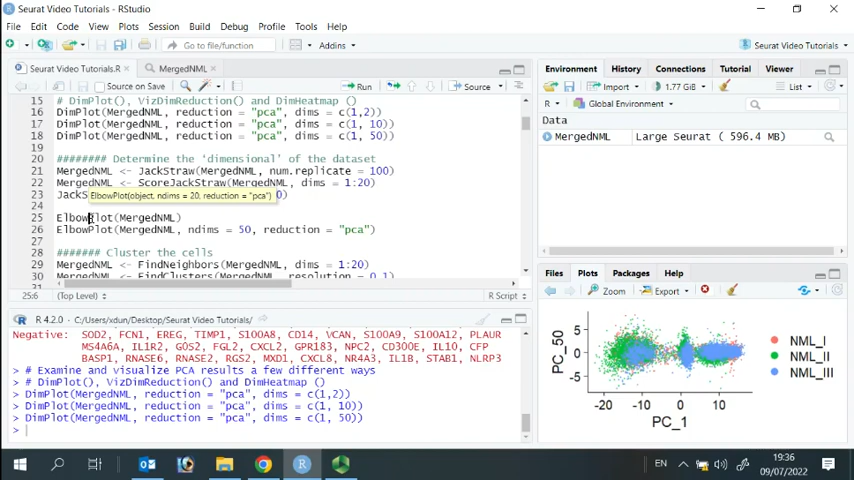 Seurat Video Tutorials - RStudio
File Edit Code View Plots Session Build Debug Profile Tools Help
Go to file/function Addins Seurat Video Tutorials
Seurat Video Tutorials.R MergedNML
Source on Save Run Source
15 # DimPlot(), VizDimReduction() and DimHeatmap ()
16 DimPlot(MergedNML, reduction = "pca", dims = c(1,2))
17 DimPlot(MergedNML, reduction = "pca", dims = c(1, 10))
18 DimPlot(MergedNML, reduction = "pca", dims = c(1, 50))
19
20 ######## Determine the 'dimensional' of the dataset
21 MergedNML <- JackStraw(MergedNML, num.replicate = 100)
22 MergedNML <- ScoreJackStraw(MergedNML, dims = 1:20)
23 JackS 0)
ElbowPlot(object, ndims = 20, reduction = "pca")
24
25 ElbowPlot(MergedNML)
26 ElbowPlot(MergedNML, ndims = 50, reduction = "pca")
27
28 ####### Cluster the cells
29 MergedNML <- FindNeighbors(MergedNML, dims = 1:20)
30 MergedNML <- FindClusters(MergedNML, resolution = 0.1)
31
25:6 (Top Level) R Script
R 4.2.0 · C:/Users/xdun/Desktop/Seurat Video Tutorials/
Negative: SOD2, FCN1, EREG, TIMP1, S100A8, CD14, VCAN, S100A9, S100A12, PLAUR
MS4A6A, IL1R2, G0S2, FGL2, CXCL2, GPR183, NPC2, CD300E, IL10, CFP
BASP1, RNASE6, RNASE2, RGS2, MXD1, CXCL8, NR4A3, IL1B, STAB1, NLRP3
> # Examine and visualize PCA results a few different ways
> # DimPlot(), VizDimReduction() and DimHeatmap ()
> DimPlot(MergedNML, reduction = "pca", dims = c(1,2))
> DimPlot(MergedNML, reduction = "pca", dims = c(1, 10))
> DimPlot(MergedNML, reduction = "pca", dims = c(1, 50))
>
Environment History Connections Tutorial Viewer
Import 1.77 GiB List
R Global Environment
Data
MergedNML Large Seurat ( 596.4 MB)
Files Plots Packages Help
Zoom Export
PC_50
5
0
-5
-20 -10 0 10
PC_1
NML_I
NML_II
NML_III
EN
19:36
09/07/2022